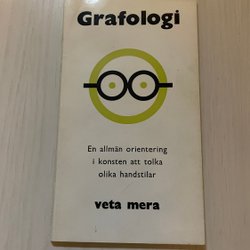 Grafologi
En allmän orientering
i konsten att tolka
olika handstilar
veta mera